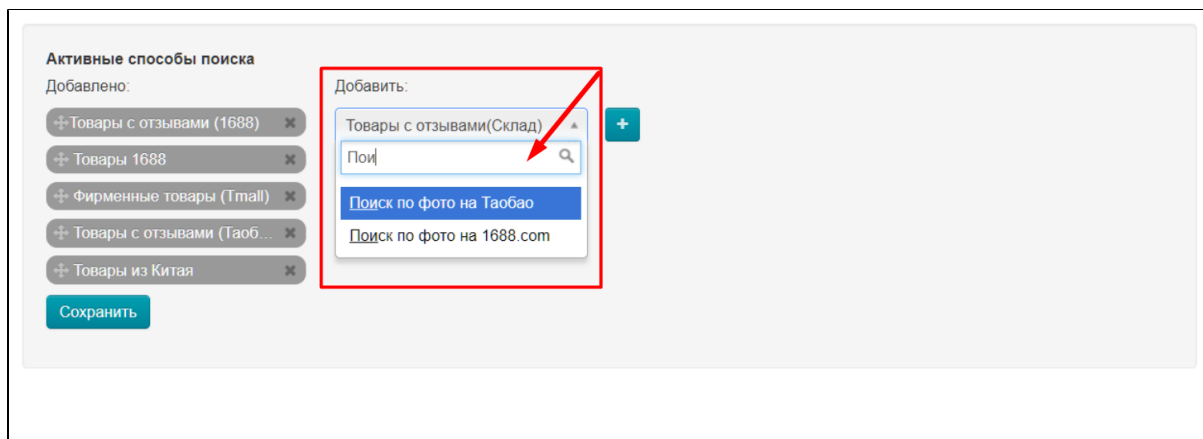 Активные способы поиска
Добавлено:
Товары с отзывами (1688)
Товары 1688
Фирменные товары (Tmall)
Товары с отзывами (Таоб...
Товары из Китая
Сохранить
Добавить:
Товары с отзывами(Склад)
Пои
Поиск по фото на Таобао
Поиск по фото на 1688.com
+